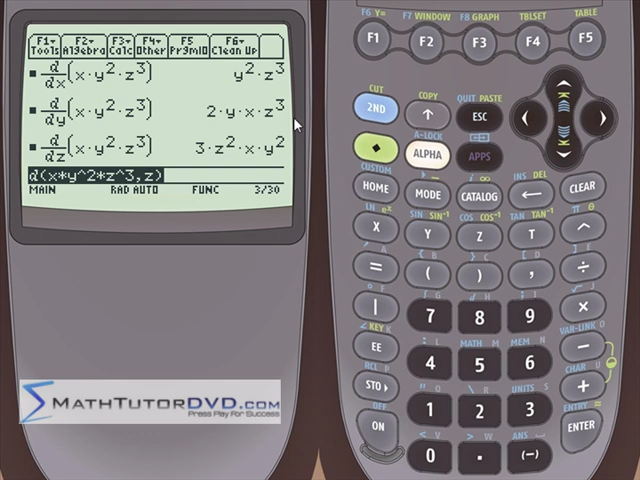 F1▾ F2▾ F3▾ F4▾ F5 F6▾
Tools Algebra Calc Other PrgmIO Clean Up
▪ d/dx(x·y²·z³) y²·z³
▪ d/dy(x·y²·z³) 2·y·x·z³
▪ d/dz(x·y²·z³) 3·z²·x·y²
d(x*y^2*z^3,z)
MAIN RAD AUTO FUNC 3/30
MATHTUTORDVD.COM
Press Play For Success
F6 Y= F7 WINDOW F8 GRAPH TBLSET TABLE
F1 F2 F3 F4 F5
CUT COPY QUIT PASTE
2ND ↑ ESC
A-LOCK
◆ ALPHA APPS
CUSTOM INS DEL
HOME MODE CATALOG ← CLEAR
LN eˣ SIN SIN⁻¹ COS COS⁻¹ TAN TAN⁻¹ π θ
X Y Z T ^
' A { B } C [ D ] E
= ( ) , ÷
° F G H I √ J
| 7 8 9 ×
∠ KEY K : L MATH M MEM N VAR-LINK O
EE 4 5 6 −
RCL P " Q \ R UNITS S CHAR U
STO▸ 1 2 3 +
OFF < V > W ANS ENTRY ≈
ON 0 . (−) ENTER